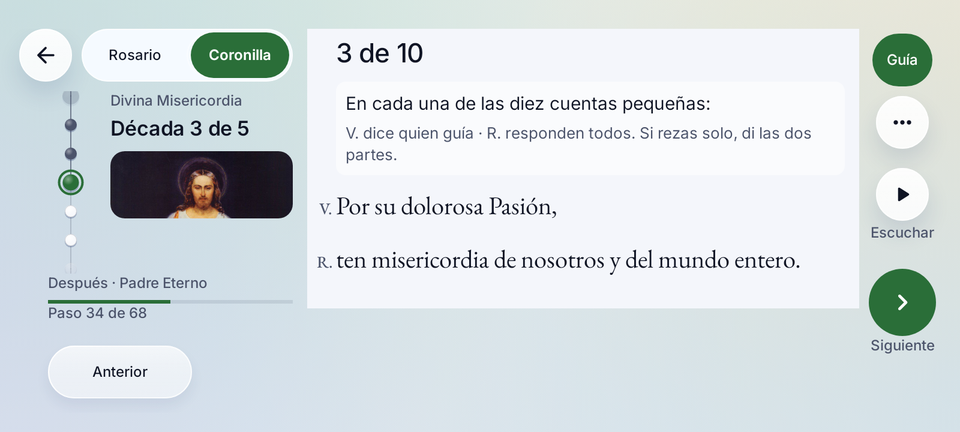 Rosario
Coronilla
Divina Misericordia
Década 3 de 5
Después · Padre Eterno
Paso 34 de 68
Anterior
3 de 10
En cada una de las diez cuentas pequeñas:
V. dice quien guía · R. responden todos. Si rezas solo, di las dos
partes.
V. Por su dolorosa Pasión,
R. ten misericordia de nosotros y del mundo entero.
Guía
Escuchar
Siguiente